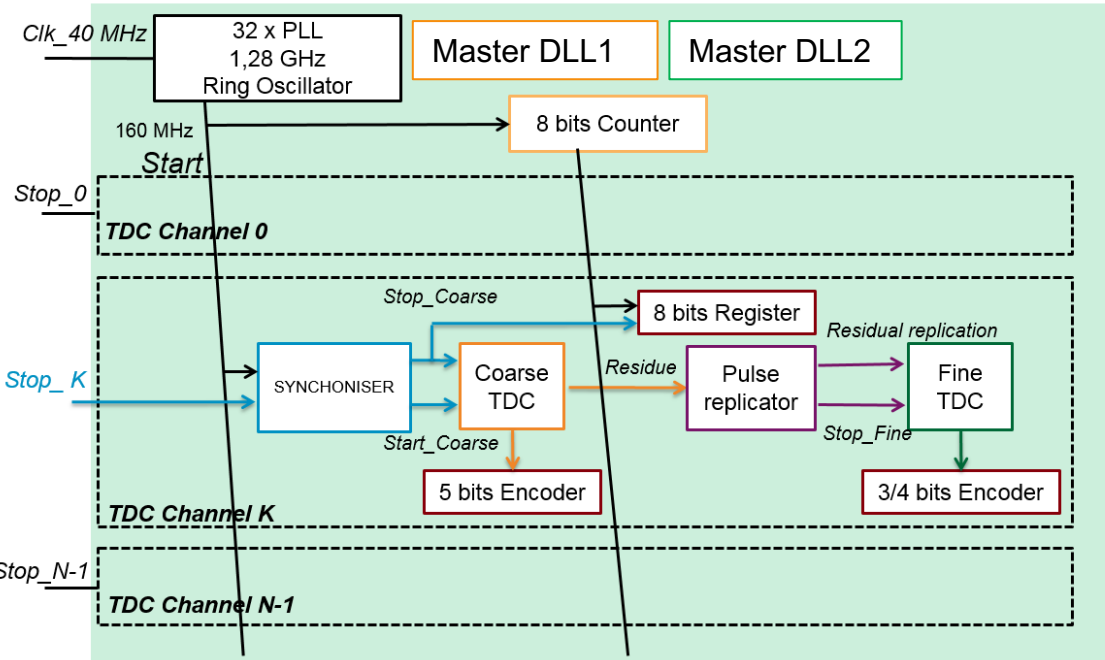 Clk_40 MHz
32 x PLL
1,28 GHz
Ring Oscillator
Master DLL1
Master DLL2
160 MHz
8 bits Counter
Start
Stop_0
TDC Channel 0
Stop_Coarse
8 bits Register
Residual replication
Stop_ K
SYNCHONISER
Coarse
TDC
Residue
Pulse
replicator
Fine
TDC
Start_Coarse
Stop_Fine
5 bits Encoder
3/4 bits Encoder
TDC Channel K
Stop_N-1
TDC Channel N-1